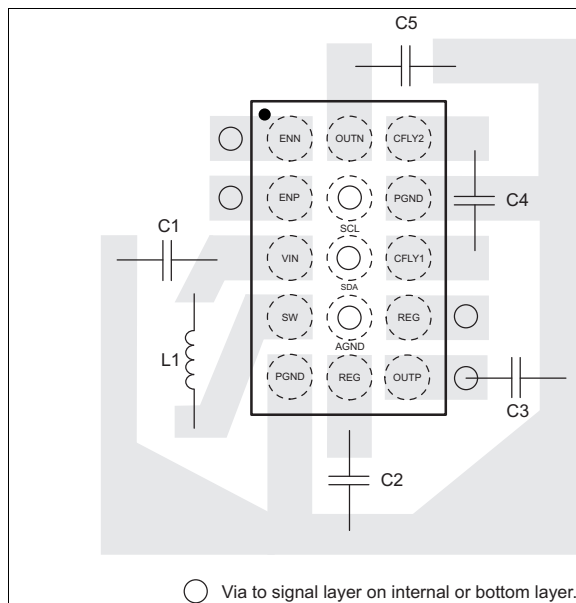 C5
ENN OUTN CFLY2
ENP PGND C4
SCL
C1
VIN CFLY1
SDA
SW REG
AGND
L1
PGND REG OUTP
C3
C2
Via to signal layer on internal or bottom layer.